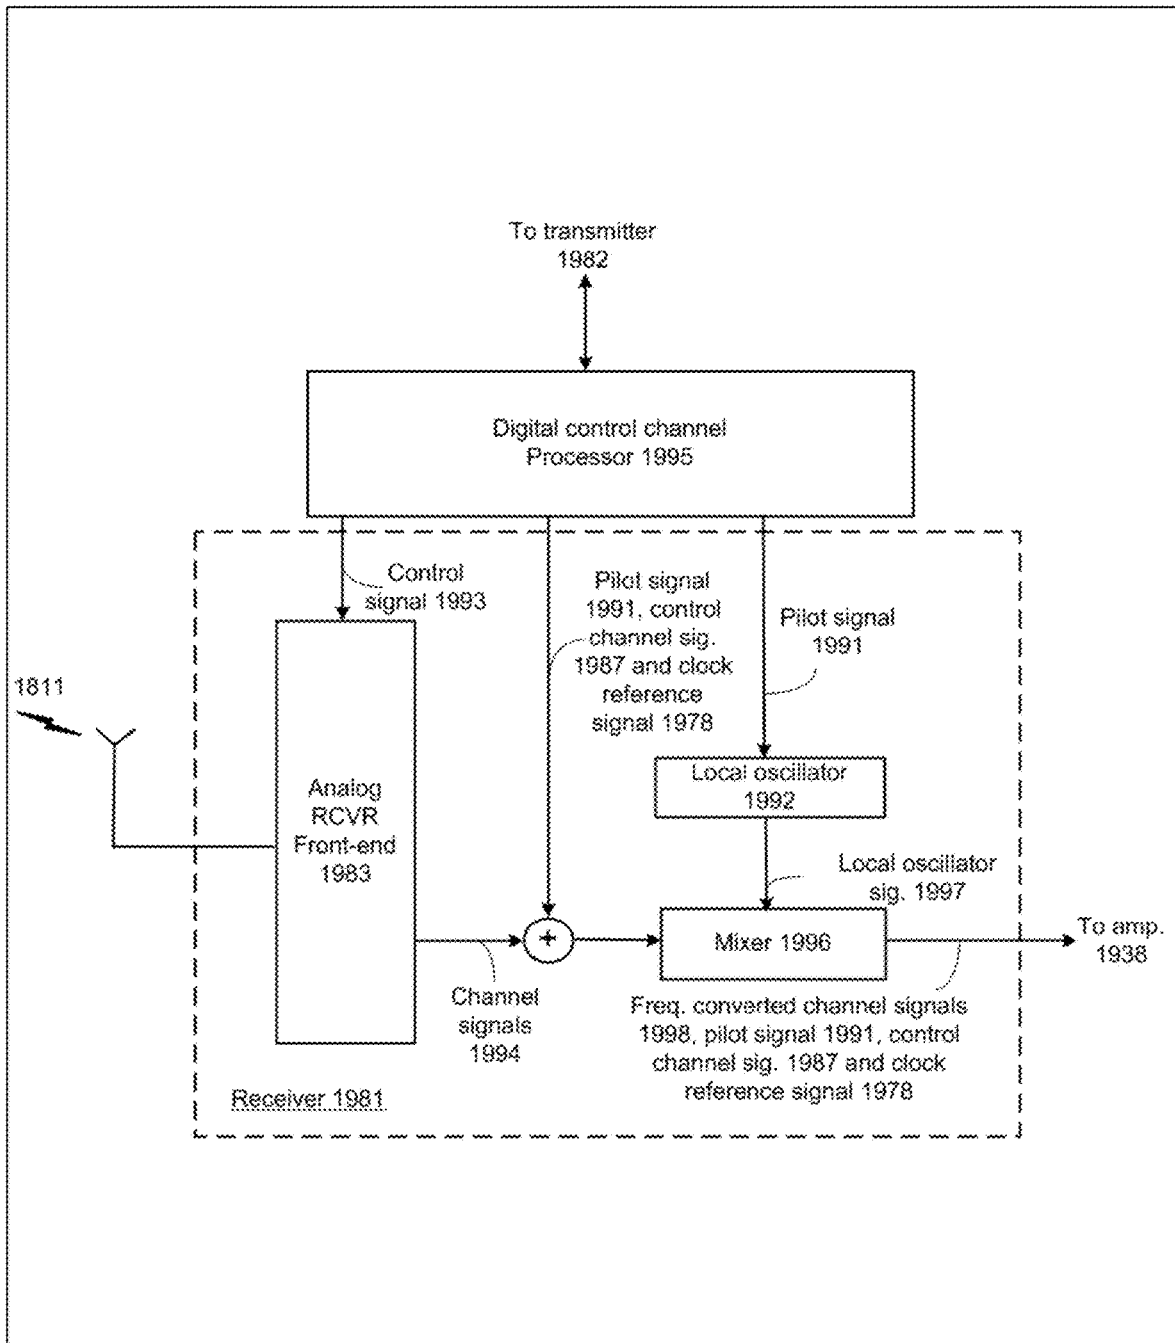 To transmitter
1982
Digital control channel
Processor 1995
Control
signal 1993
Pilot signal
1991, control
channel sig.
1987 and clock
reference
signal 1978
Pilot signal
1991
1811
Analog
RCVR
Front-end
1983
Local oscillator
1992
Local oscillator
sig. 1997
+
Mixer 1996
To amp.
1938
Channel
signals
1994
Freq. converted channel signals
1998, pilot signal 1991, control
channel sig. 1987 and clock
reference signal 1978
Receiver 1981